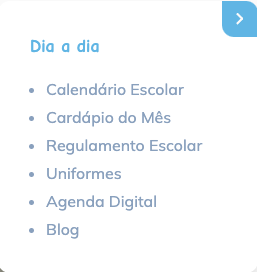 Dia a dia
Calendário Escolar
Cardápio do Mês
Regulamento Escolar
Uniformes
Agenda Digital
Blog